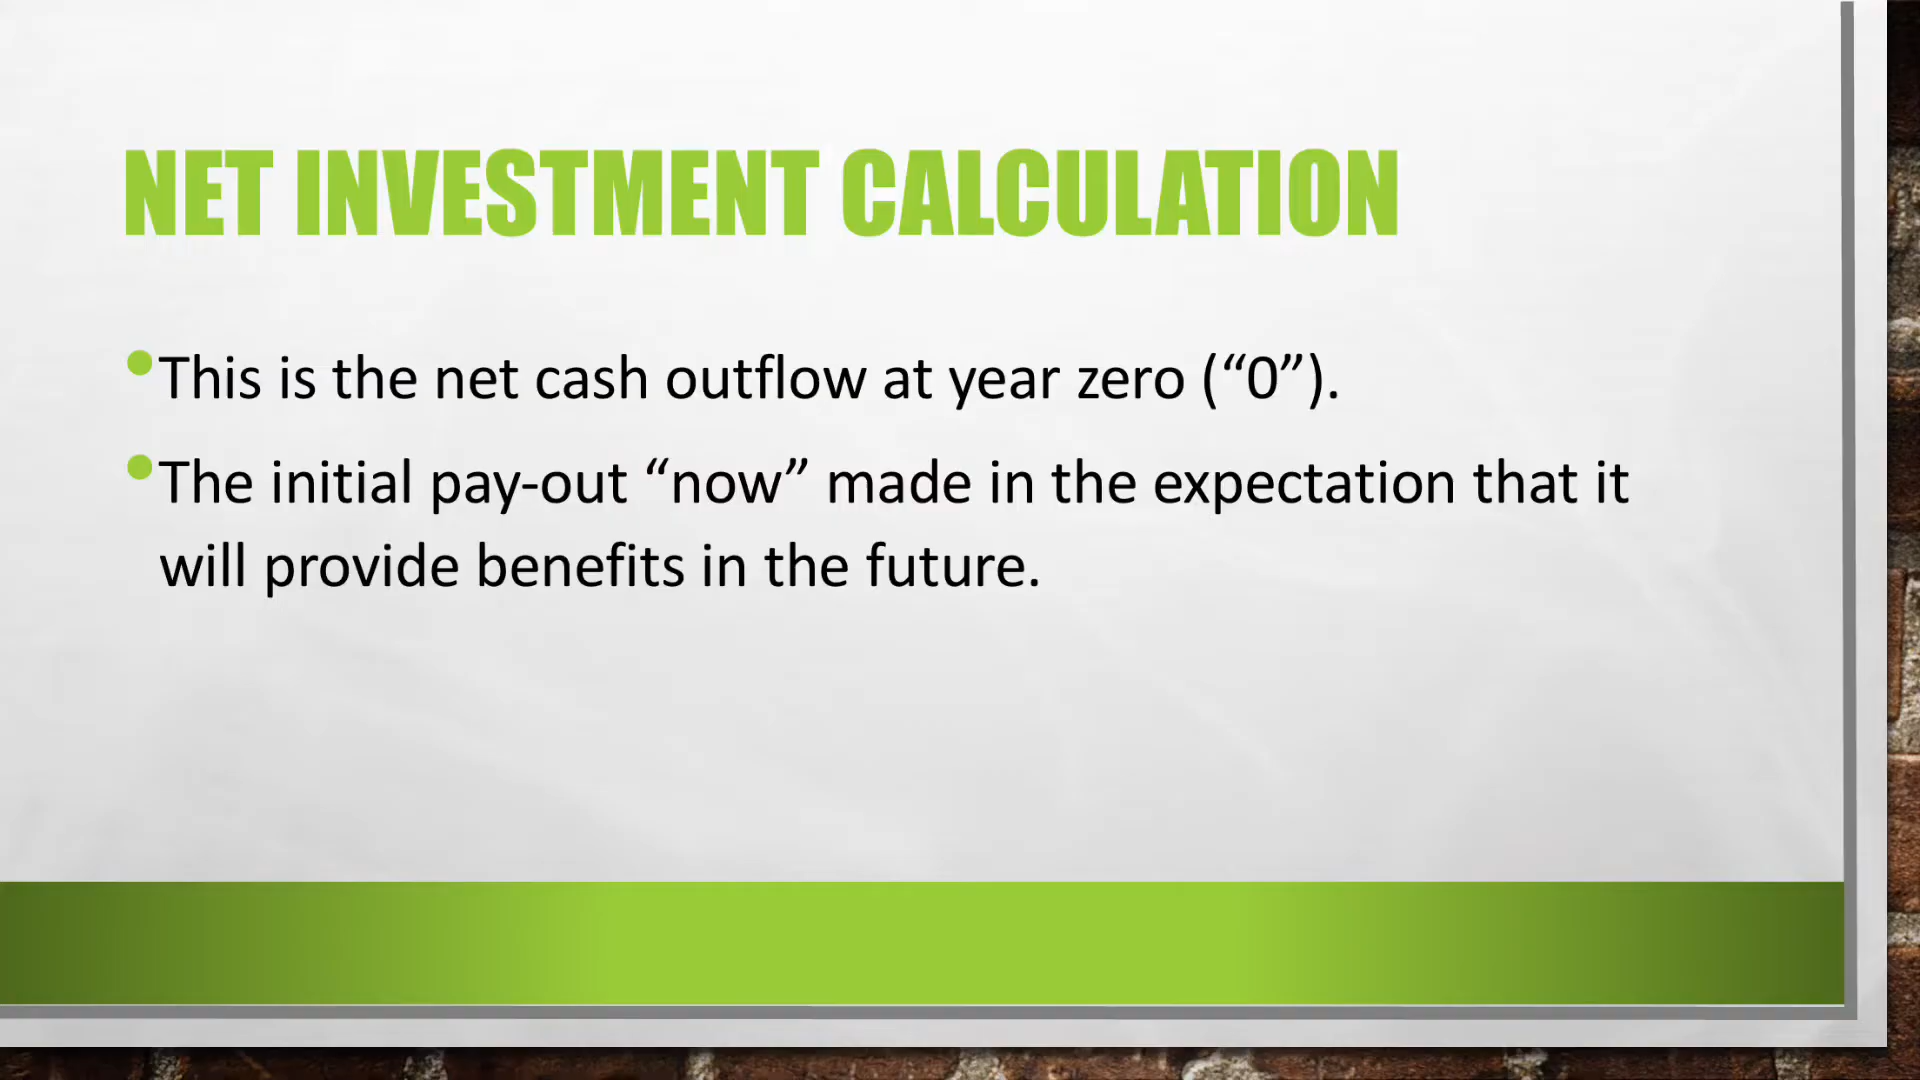 NET INVESTMENT CALCULATION
•This is the net cash outflow at year zero (“0”).
•The initial pay-out “now” made in the expectation that it
will provide benefits in the future.